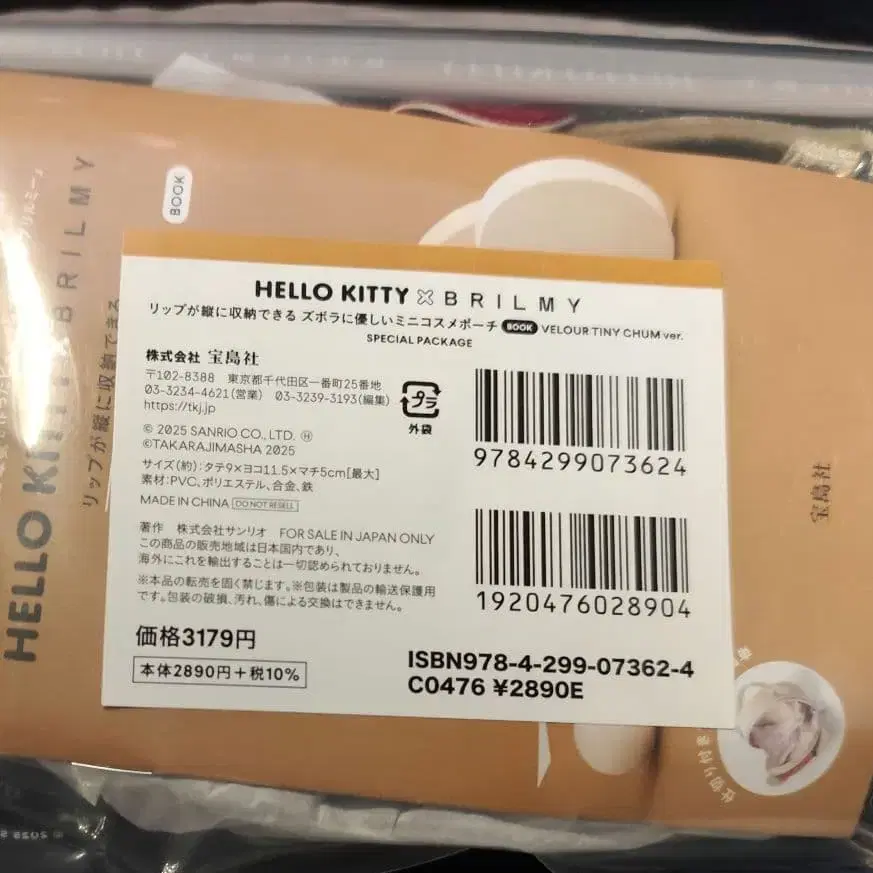 HELLO KITTY × BRILMY
リップが縦に収納できる ズボラに優しいミニコスメポーチ BOOK VELOUR TINY CHUM ver.
SPECIAL PACKAGE
株式会社 宝島社
〒102-8388 東京都千代田区一番町25番地
03-3234-4621(営業) 03-3239-3193(編集)
https://tkj.jp
© 2025 SANRIO CO., LTD. Ⓗ
©TAKARAJIMASHA 2025
サイズ(約):タテ9×ヨコ11.5×マチ5cm[最大]
素材:PVC、ポリエステル、合金、鉄
MADE IN CHINA DO NOT RESELL
著作 株式会社サンリオ FOR SALE IN JAPAN ONLY
この商品の販売地域は日本国内であり、
海外にこれを輸出することは一切認められておりません。
※本品の転売を固く禁じます。※包装は製品の輸送保護用
です。包装の破損、汚れ、傷による交換はできません。
価格3179円
本体2890円+税10%
プラ
外袋
9784299073624
1920476028904
ISBN978-4-299-07362-4
C0476 ¥2890E
BOOK
HELLO KITTY
BRILMY
リップが縦に収納できる
宝島社
仕切り付き